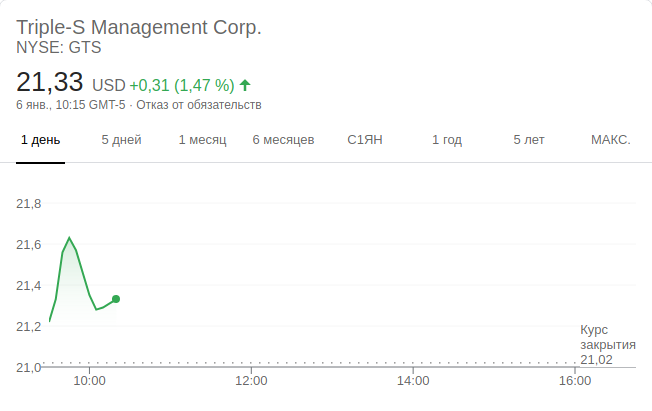 Triple-S Management Corp.
NYSE: GTS
21,33 USD +0,31 (1,47 %)
6 янв., 10:15 GMT-5 · Отказ от обязательств
1 день 5 дней 1 месяц 6 месяцев С1ЯН 1 год 5 лет МАКС.
21,8
21,6
21,4
21,2
Курс
закрытия
21,02
21,0
10:00 12:00 14:00 16:00